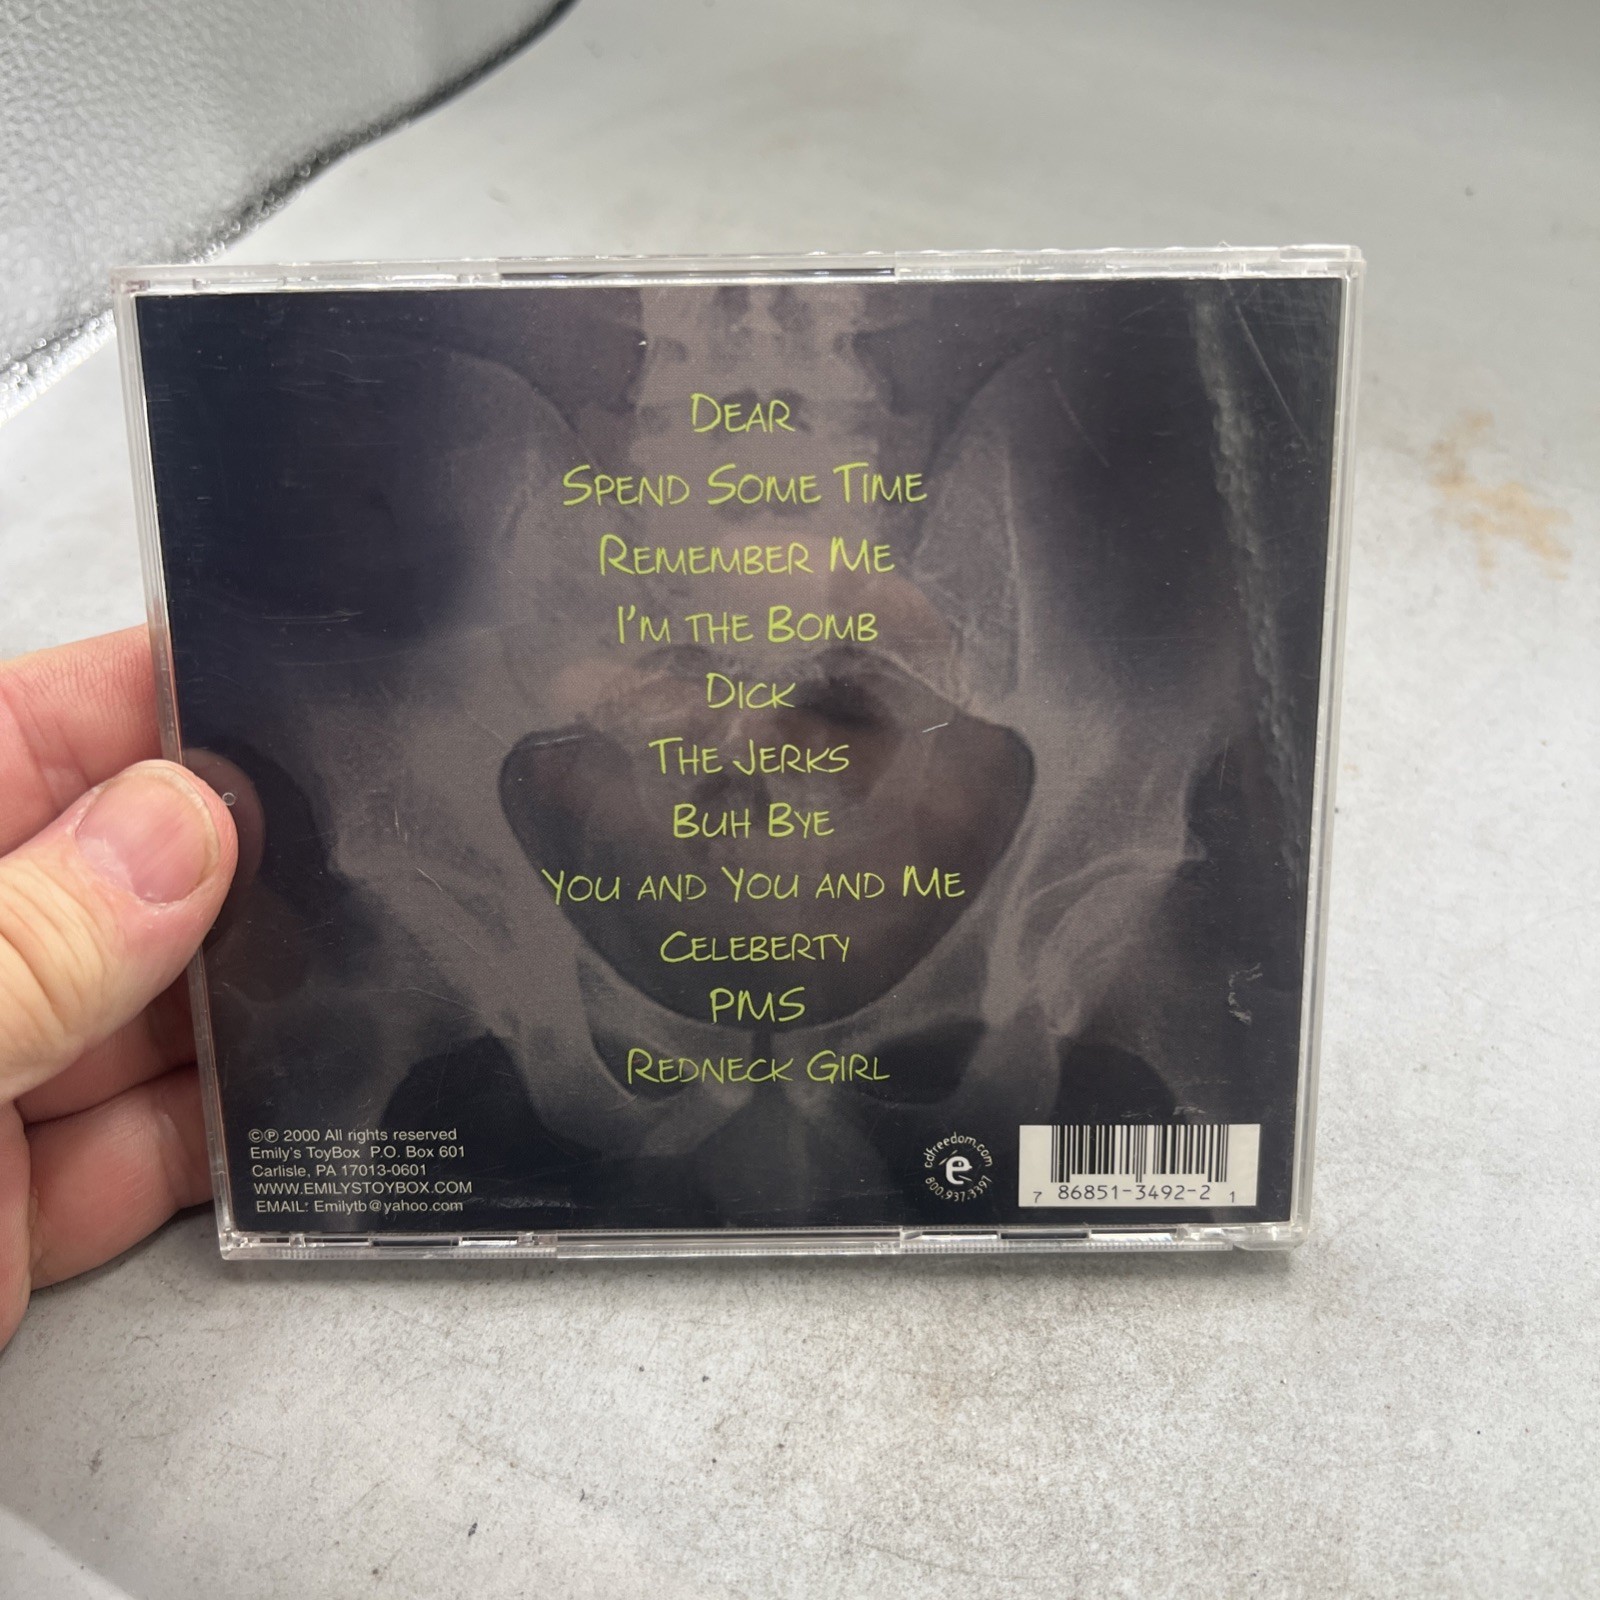 DEAR
SPEND SOME TIME
REMEMBER ME
I'M THE BOMB
DICK
THE JERKS
BUH BYE
YOU AND YOU AND ME
CELEBERTY
PMS
REDNECK GIRL
©℗ 2000 All rights reserved
Emily's ToyBox P.O. Box 601
Carlisle, PA 17013-0601
WWW.EMILYSTOYBOX.COM
EMAIL: Emilytb@yahoo.com
cdfreedom.com
é
800.937.3397
7 86851-3492-2 1